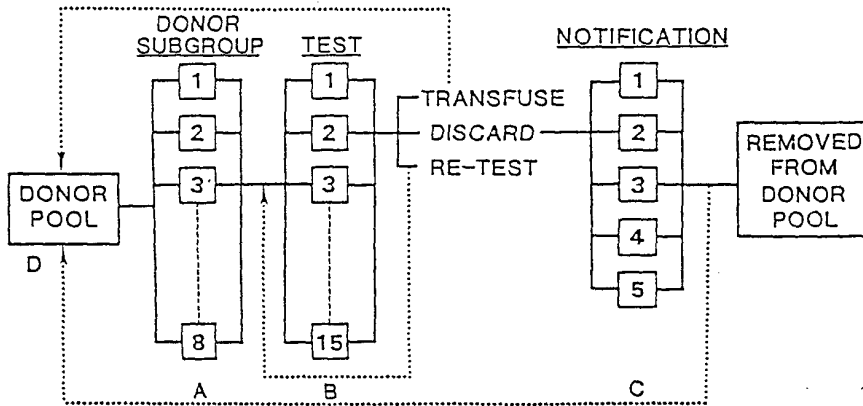 DONOR
SUBGROUP
TEST
NOTIFICATION
1
2
3
8
1
2
3
15
TRANSFUSE
DISCARD
RE-TEST
1
2
3
4
5
DONOR
POOL
REMOVED
FROM
DONOR
POOL
D
A
B
C